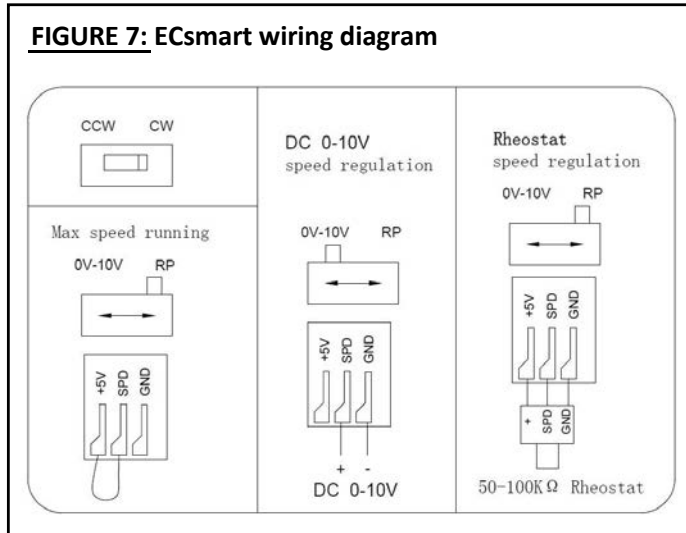 FIGURE 7: ECsmart wiring diagram
CCW CW
Max speed running
0V-10V RP
+5V SPD GND
DC 0-10V
speed regulation
0V-10V RP
+5V SPD GND
+ -
DC 0-10V
Rheostat
speed regulation
0V-10V RP
+5V SPD GND
+ SPD GND
50-100KΩ Rheostat